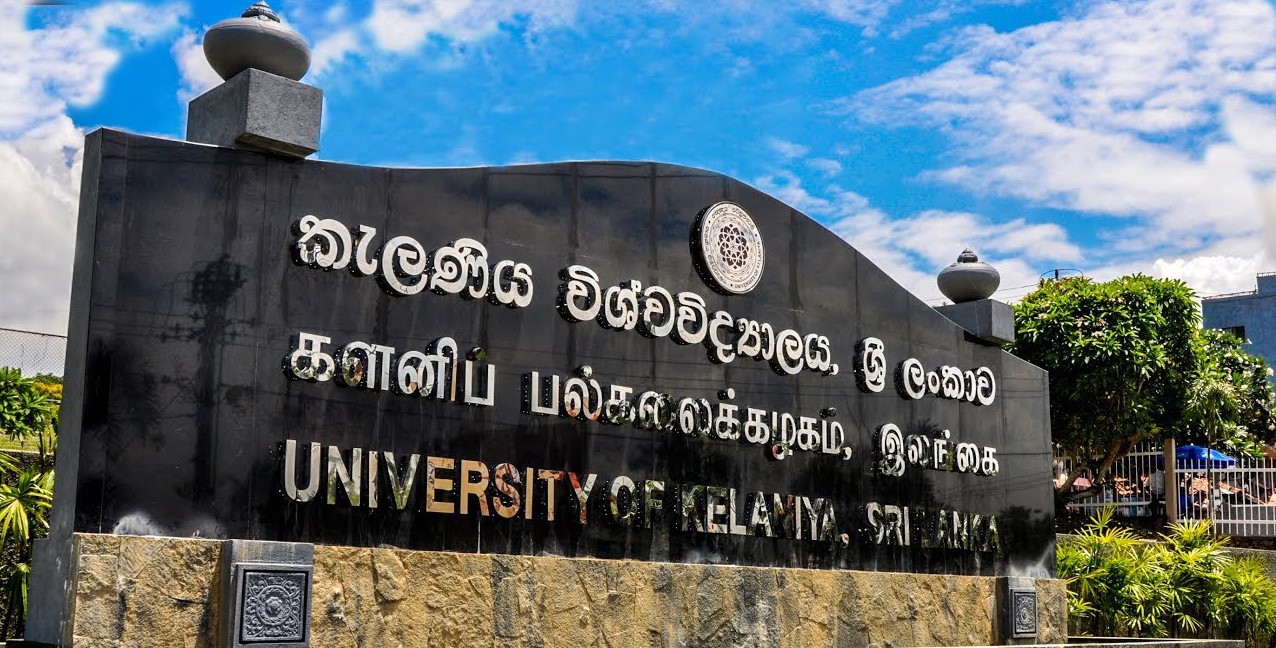 කැලණිය විශ්වවිද්‍යාලය, ශ්‍රී ලංකාව
களனிப் பல்கலைக்கழகம், இலங்கை
UNIVERSITY OF KELANIYA, SRI LANKA